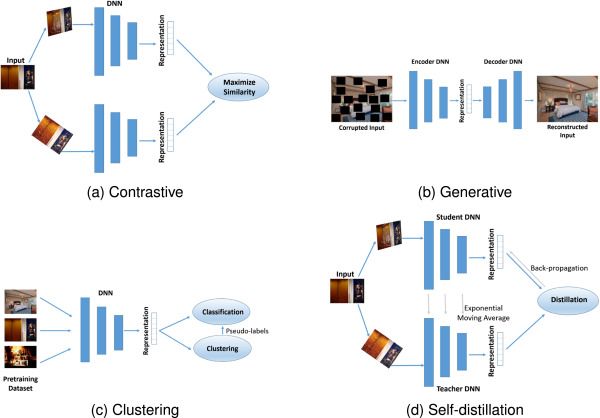 DNN
Input
Representation
Maximize
Similarity
Representation
(a) Contrastive
Encoder DNN
Decoder DNN
Representation
Corrupted Input
Reconstructed
Input
(b) Generative
DNN
Representation
Classification
Pseudo-labels
Clustering
Pretraining
Dataset
(c) Clustering
Student DNN
Representation
Back-propagation
Input
Distillation
Exponential
Moving Average
Representation
Teacher DNN
(d) Self-distillation